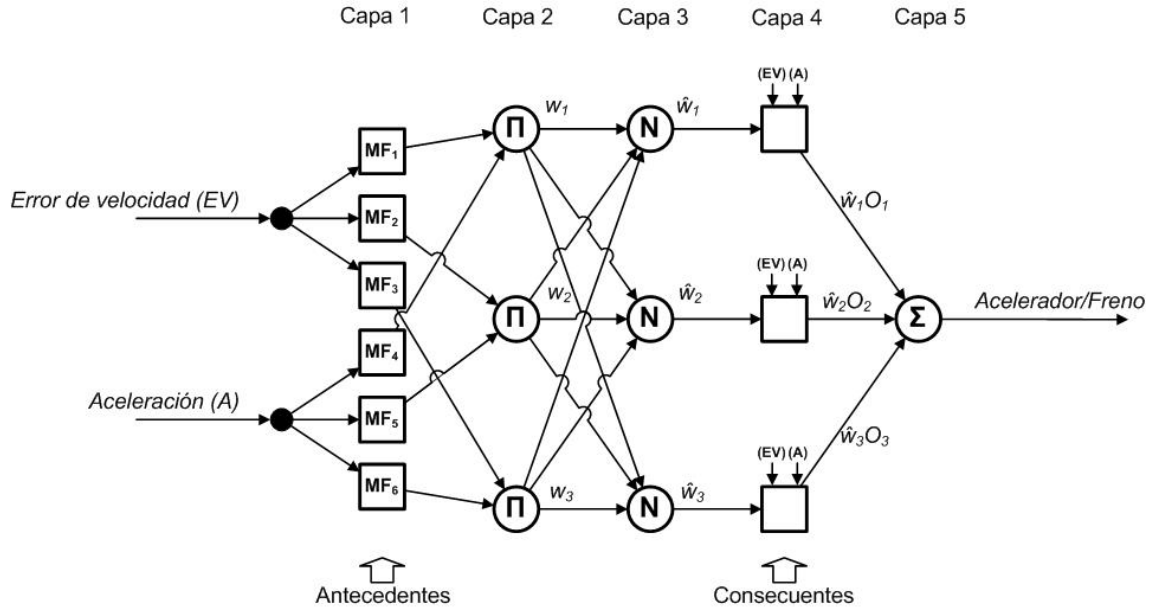 Capa 1 Capa 2 Capa 3 Capa 4 Capa 5
(EV) (A)
w₁ ŵ₁
Π N
MF₁
Error de velocidad (EV)
MF₂
ŵ₁O₁
MF₃
(EV) (A)
w₂ ŵ₂ ŵ₂O₂ Acelerador/Freno
Π N Σ
MF₄
Aceleración (A)
MF₅
ŵ₃O₃
(EV) (A)
MF₆
w₃ ŵ₃
Π N
Antecedentes Consecuentes